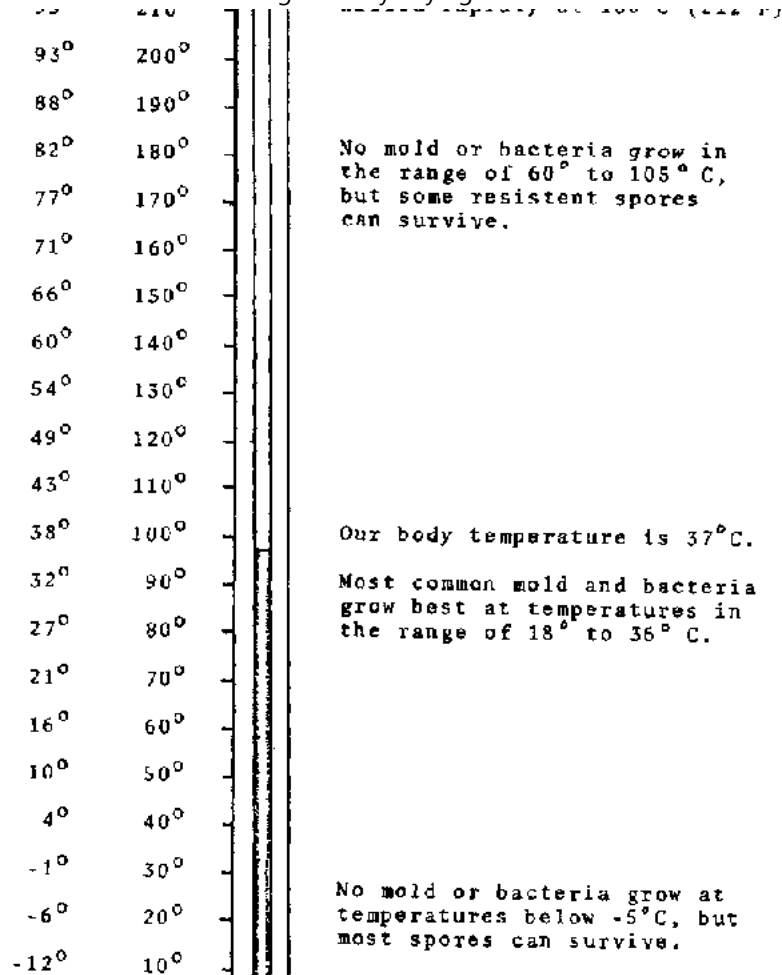 93° 200°
88° 190°
82° 180° No mold or bacteria grow in
the range of 60° to 105° C,
77° 170° but some resistent spores
can survive.
71° 160°
66° 150°
60° 140°
54° 130°
49° 120°
43° 110°
38° 100° Our body temperature is 37°C.
32° 90° Most common mold and bacteria
grow best at temperatures in
27° 80° the range of 18° to 36° C.
21° 70°
16° 60°
10° 50°
4° 40°
-1° 30°
No mold or bacteria grow at
-6° 20° temperatures below -5°C, but
most spores can survive.
-12° 10°